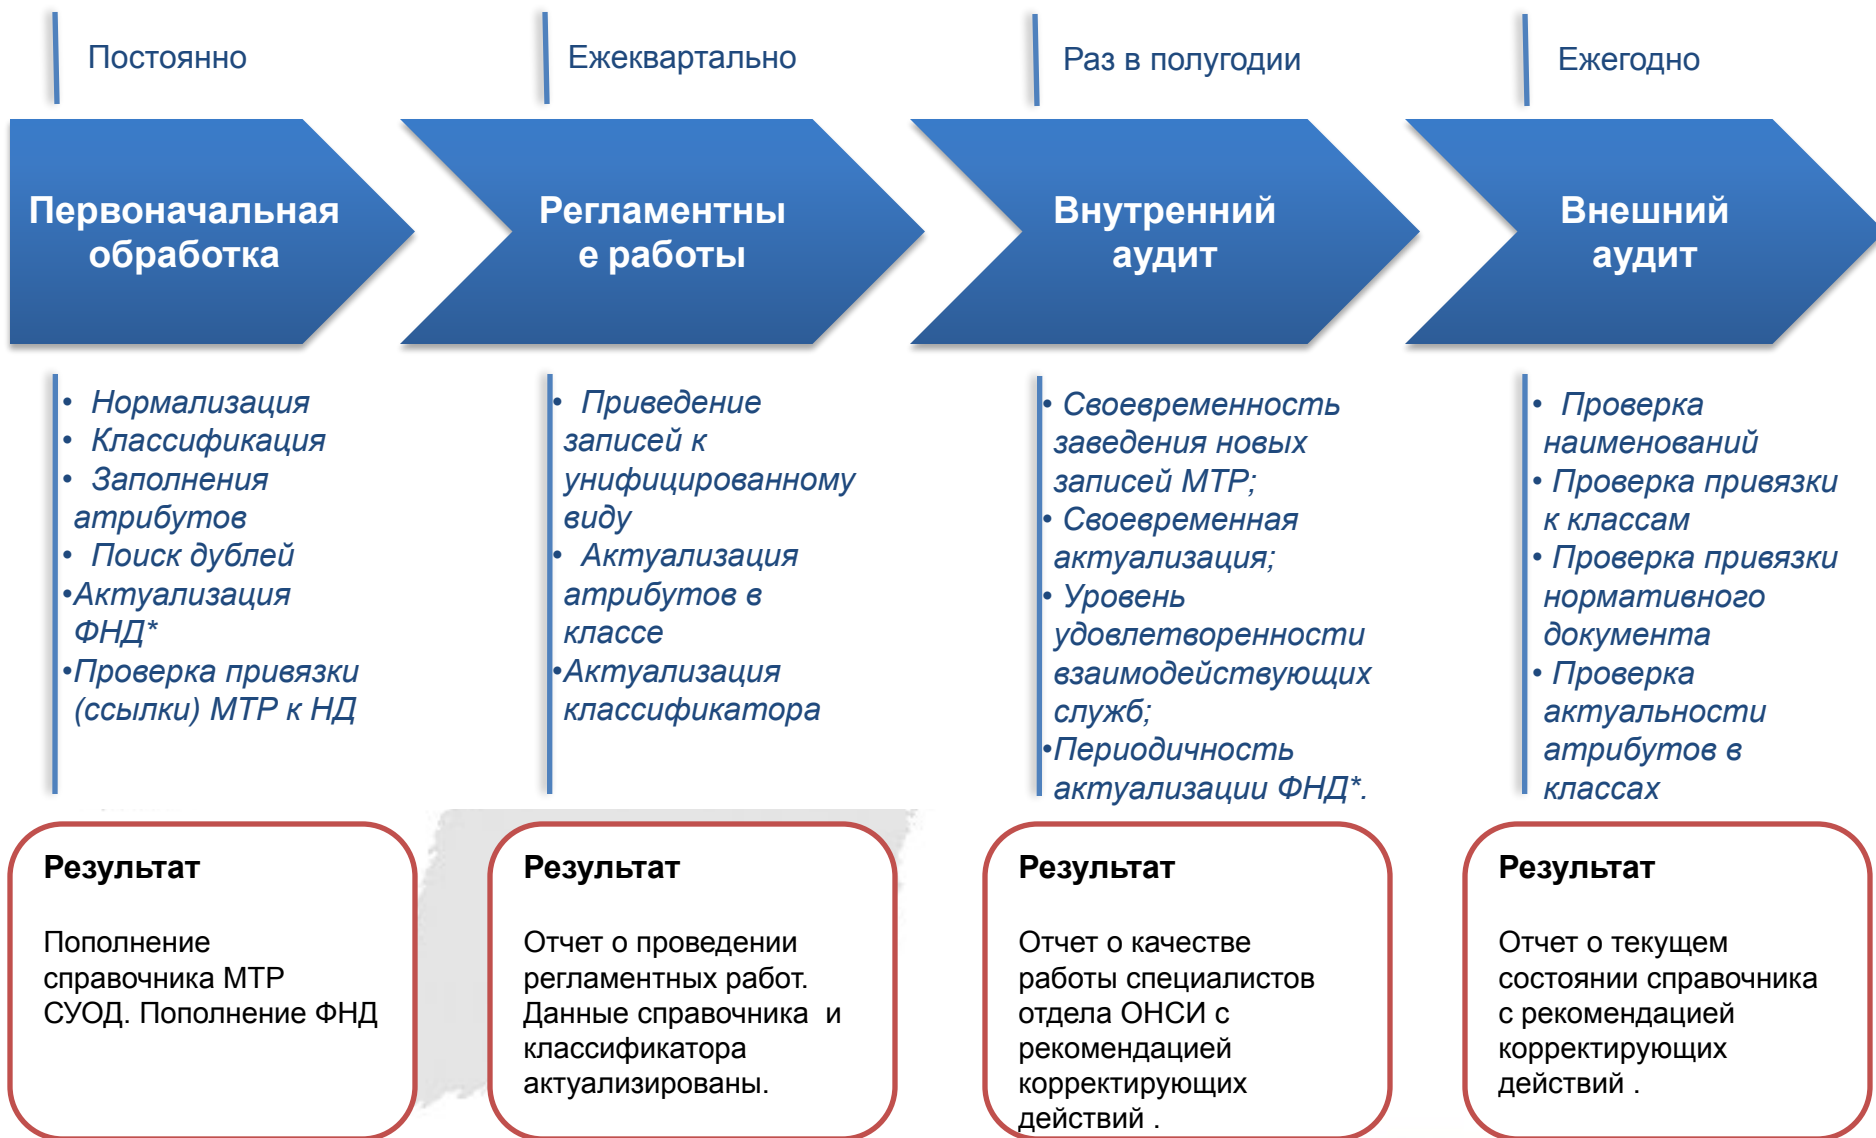 Постоянно
Ежеквартально
Раз в полугодии
Ежегодно
Первоначальная
обработка
Регламентны
е работы
Внутренний
аудит
Внешний
аудит
• Нормализация
• Классификация
• Заполнения
атрибутов
• Поиск дублей
•Актуализация
ФНД*
•Проверка привязки
(ссылки) МТР к НД
• Приведение
записей к
унифицированному
виду
• Актуализация
атрибутов в
классе
•Актуализация
классификатора
• Своевременность
заведения новых
записей МТР;
• Своевременная
актуализация;
• Уровень
удовлетворенности
взаимодействующих
служб;
•Периодичность
актуализации ФНД*.
• Проверка
наименований
• Проверка привязки
к классам
• Проверка привязки
нормативного
документа
• Проверка
актуальности
атрибутов в
классах
Результат
Пополнение
справочника МТР
СУОД. Пополнение ФНД
Результат
Отчет о проведении
регламентных работ.
Данные справочника и
классификатора
актуализированы.
Результат
Отчет о качестве
работы специалистов
отдела ОНСИ с
рекомендацией
корректирующих
действий .
Результат
Отчет о текущем
состоянии справочника
с рекомендацией
корректирующих
действий .